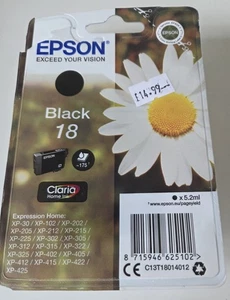 EPSON
EXCEED YOUR VISION
£14.99
Black
18
~175
Claria
Home Ink
x 5.2ml
www.epson.eu/pageyield
Expression Home:
XP-30 / XP-102 / XP-202 /
XP-205 / XP-212 / XP-215 /
XP-225 / XP-302 / XP-305 /
XP-312 / XP-315 / XP-322 /
XP-325 / XP-402 / XP-405 /
XP-412 / XP-415 / XP-422 /
XP-425
8 715946 625102 >
C13T18014012